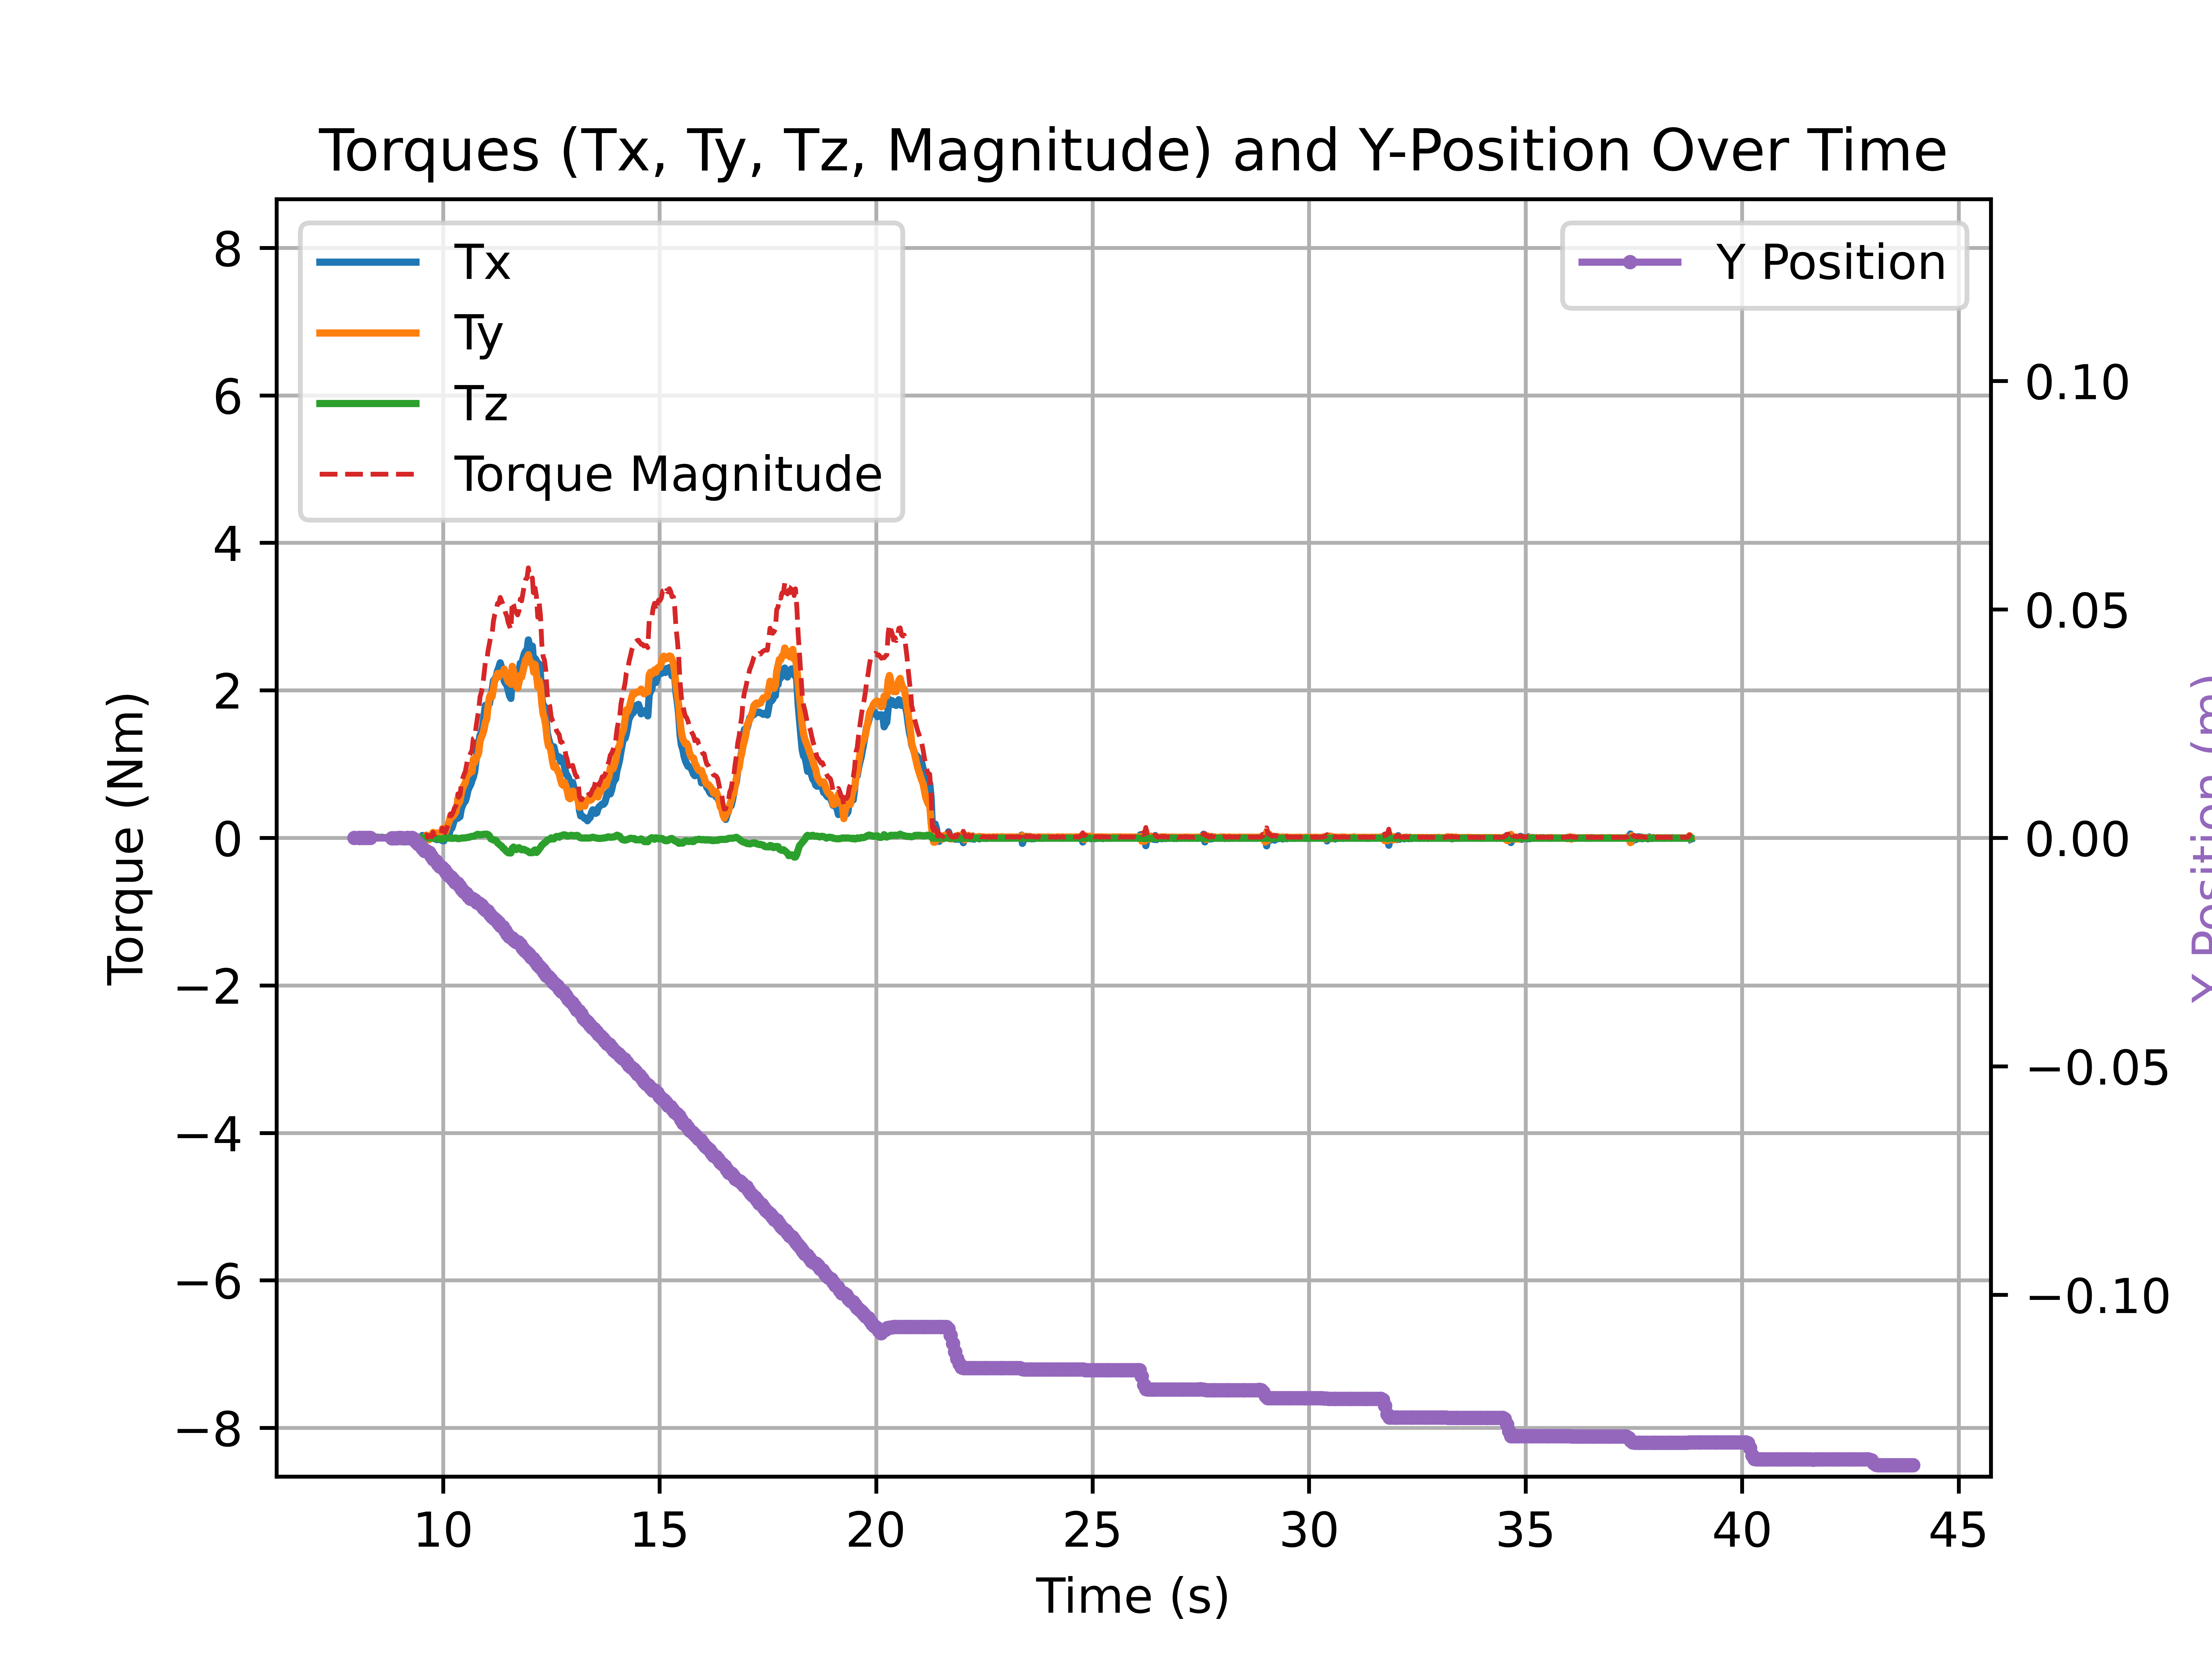 Torques (Tx, Ty, Tz, Magnitude) and Y-Position Over Time
Tx
Ty
Tz
Torque Magnitude
Y Position
8
6
4
2
0
−2
−4
−6
−8
Torque (Nm)
0.10
0.05
0.00
−0.05
−0.10
Y Position (m)
10
15
20
25
30
35
40
45
Time (s)